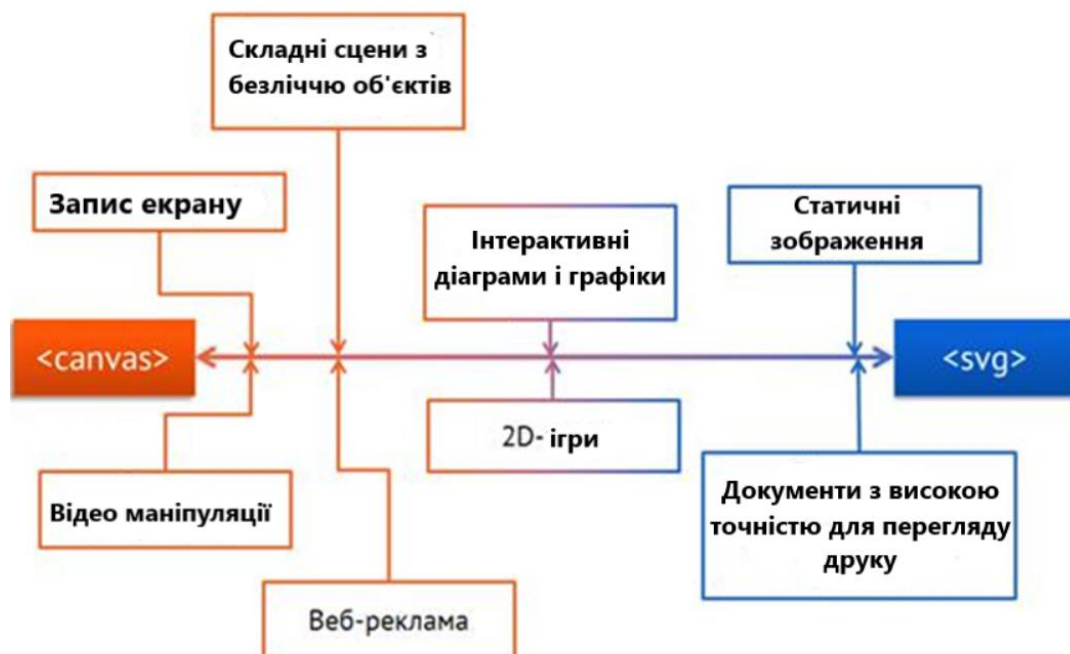 Складні сцени з
безліччю об'єктів
Запис екрану
Інтерактивні
діаграми і графіки
Статичні
зображення
<canvas>
<svg>
2D- ігри
Відео маніпуляції
Документи з високою
точністю для перегляду
друку
Веб-реклама